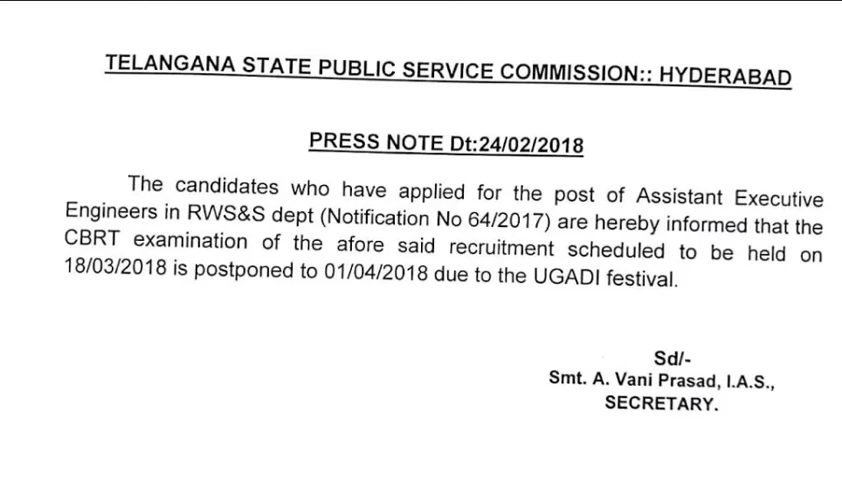 TELANGANA STATE PUBLIC SERVICE COMMISSION:: HYDERABAD
PRESS NOTE Dt:24/02/2018
The candidates who have applied for the post of Assistant Executive
Engineers in RWS&S dept (Notification No 64/2017) are hereby informed that the
CBRT examination of the afore said recruitment scheduled to be held on
18/03/2018 is postponed to 01/04/2018 due to the UGADI festival.
Sd/-
Smt. A. Vani Prasad, I.A.S.,
SECRETARY.